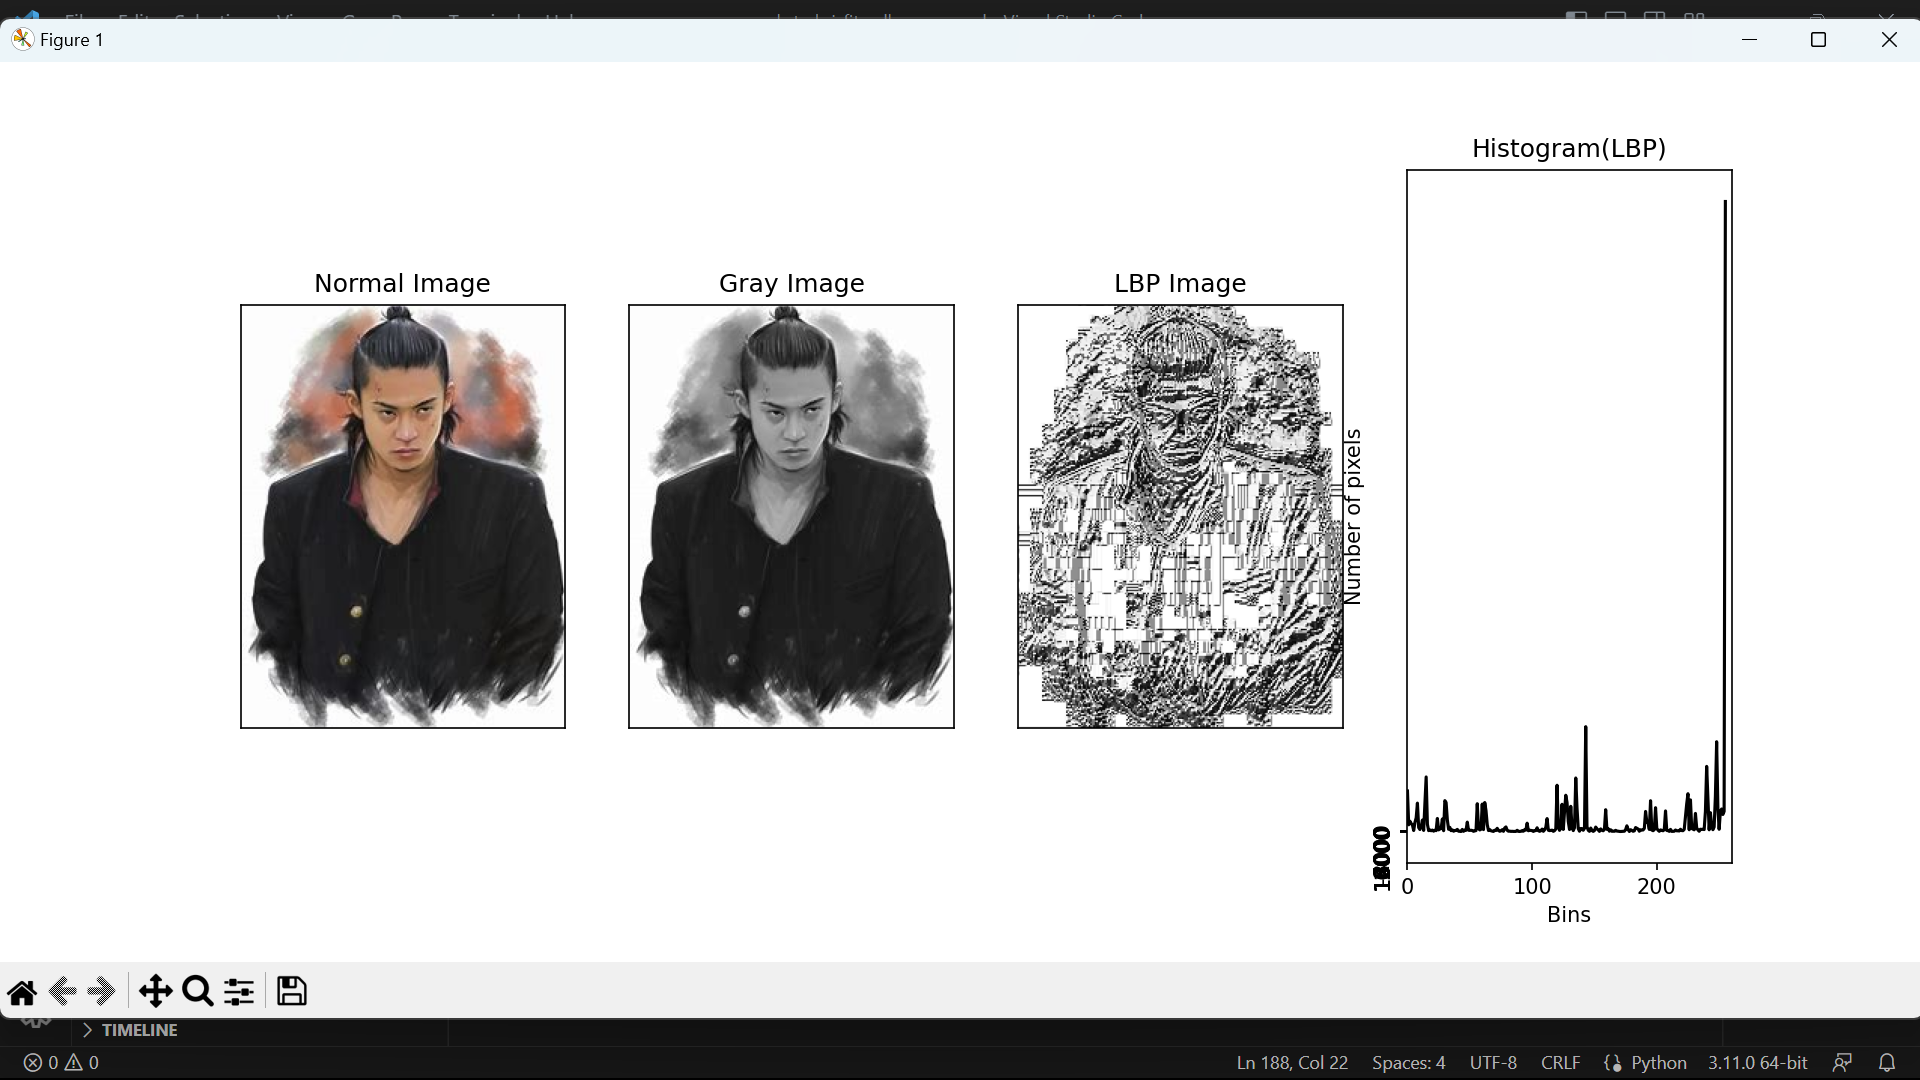 Figure 1
Histogram(LBP)
Normal Image
Gray Image
LBP Image
Number of pixels
0 100 200
Bins
TIMELINE
0 0
Ln 188, Col 22 Spaces: 4 UTF-8 CRLF Python 3.11.0 64-bit